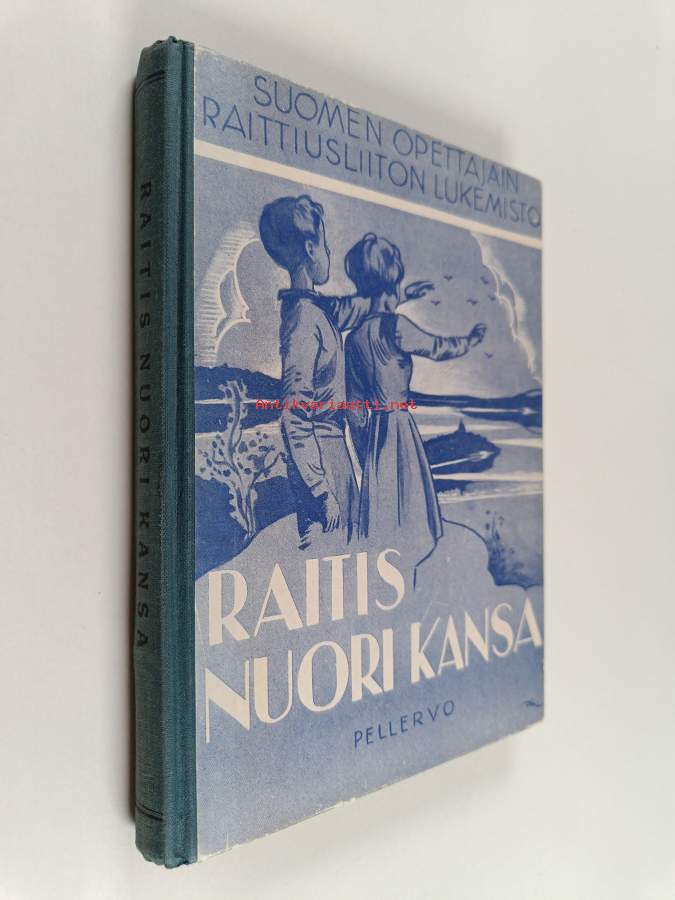 SUOMEN OPETTAJAIN
RAITTIUSLIITON LUKEMISTO
Antikvariaatti.net
RAITIS
NUORI KANSA
PELLERVO
RAITIS NUORI KANSA